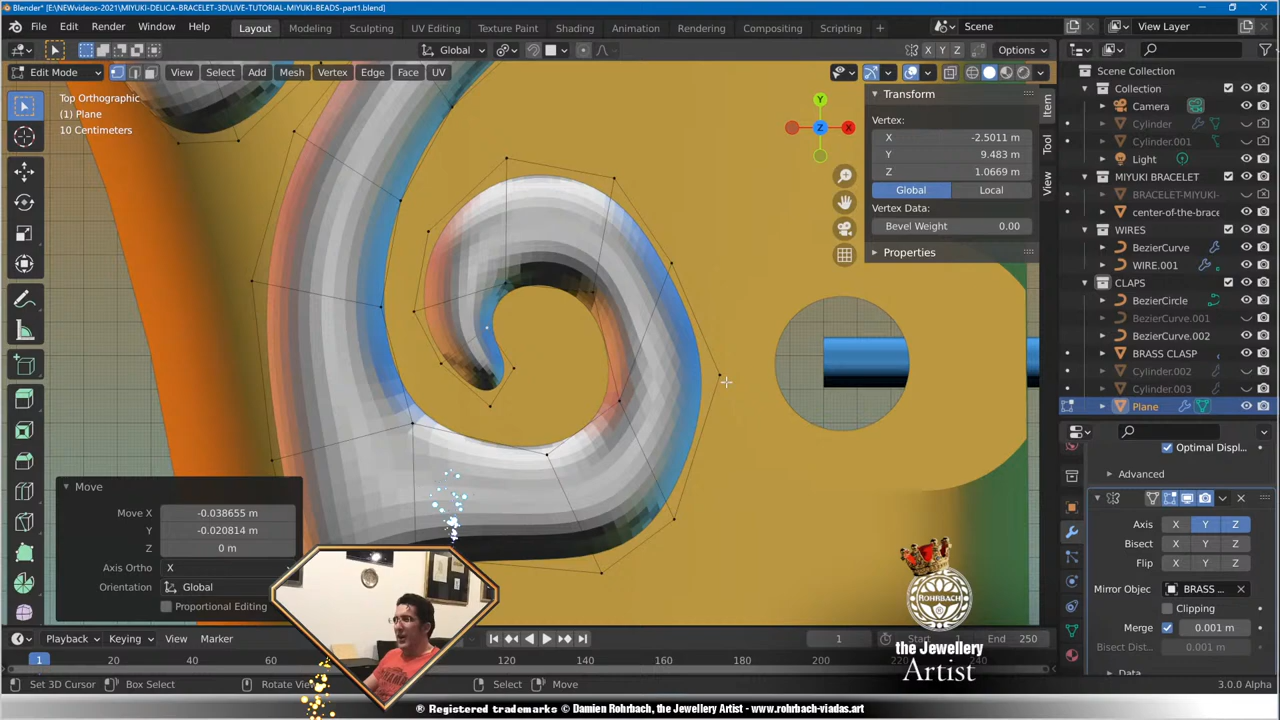 Blender* [E:\NEWvideos-2021\MIYUKI-DELICA-BRACELET-3D\LIVE-TUTORIAL-MIYUKI-BEADS-part1.blend]
File Edit Render Window Help Layout Modeling Sculpting UV Editing Texture Paint Shading Animation Rendering Compositing Scripting Scene View Layer
Global X Y Z Options
Edit Mode View Select Add Mesh Vertex Edge Face UV
Top Orthographic
(1) Plane
10 Centimeters
Y
X
Z
Transform
Vertex:
X -2.5011 m
Y 9.483 m
Z 1.0669 m
Global Local
Vertex Data:
Bevel Weight 0.00
Properties
Item
Tool
View
Scene Collection
Collection
Camera
Cylinder
Cylinder.001
Light
MIYUKI BRACELET
BRACELET-MIYUKI-
center-of-the-brace
WIRES
BezierCurve
WIRE.001
CLAPS
BezierCircle
BezierCurve.001
BezierCurve.002
BRASS CLASP
Cylinder.002
Cylinder.003
Plane
Optimal Displ...
Advanced
Axis X Y Z
Bisect X Y Z
Flip X Y Z
Mirror Objec BRASS ...
Clipping
Merge 0.001 m
Bisect Dist... 0.001 m
Data
Move
Move X -0.038655 m
Y -0.020814 m
Z 0 m
Axis Ortho X
Orientation Global
Proportional Editing
ROHRBACH
the Jewellery
Artist
Playback Keying View Marker 1 Start 1 End 250
1 20 40 60 120 140 160 180 200 220 240
Set 3D Cursor Box Select Rotate View Select Move 3.0.0 Alpha
® Registered trademarks © Damien Rohrbach, the Jewellery Artist - www.rohrbach-viadas.art